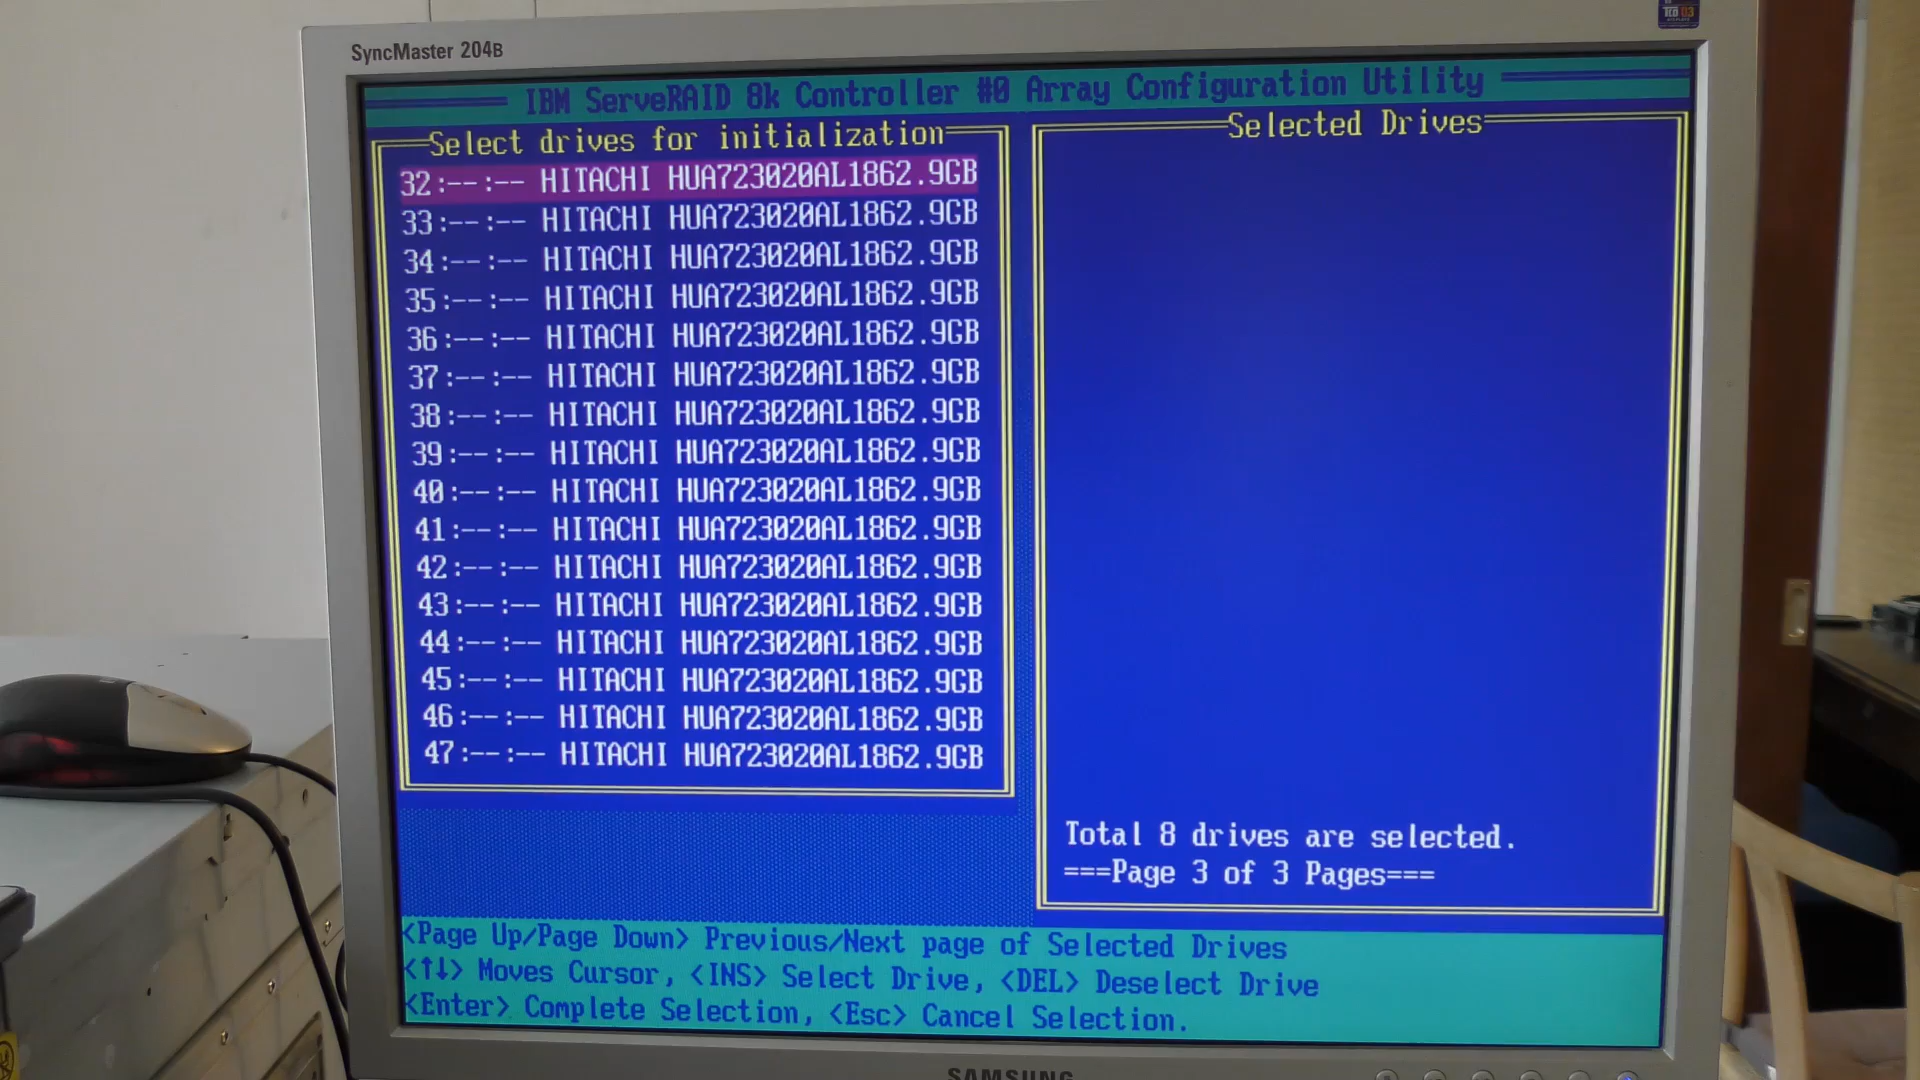 SyncMaster 204B
TCO 03
IBM ServeRAID 8k Controller #0 Array Configuration Utility
Select drives for initialization
Selected Drives
32:--:-- HITACHI HUA723020AL1862.9GB
33:--:-- HITACHI HUA723020AL1862.9GB
34:--:-- HITACHI HUA723020AL1862.9GB
35:--:-- HITACHI HUA723020AL1862.9GB
36:--:-- HITACHI HUA723020AL1862.9GB
37:--:-- HITACHI HUA723020AL1862.9GB
38:--:-- HITACHI HUA723020AL1862.9GB
39:--:-- HITACHI HUA723020AL1862.9GB
40:--:-- HITACHI HUA723020AL1862.9GB
41:--:-- HITACHI HUA723020AL1862.9GB
42:--:-- HITACHI HUA723020AL1862.9GB
43:--:-- HITACHI HUA723020AL1862.9GB
44:--:-- HITACHI HUA723020AL1862.9GB
45:--:-- HITACHI HUA723020AL1862.9GB
46:--:-- HITACHI HUA723020AL1862.9GB
47:--:-- HITACHI HUA723020AL1862.9GB
Total 8 drives are selected.
===Page 3 of 3 Pages===
<Page Up/Page Down> Previous/Next page of Selected Drives
<↑↓> Moves Cursor, <INS> Select Drive, <DEL> Deselect Drive
<Enter> Complete Selection, <Esc> Cancel Selection.
SAMSUNG